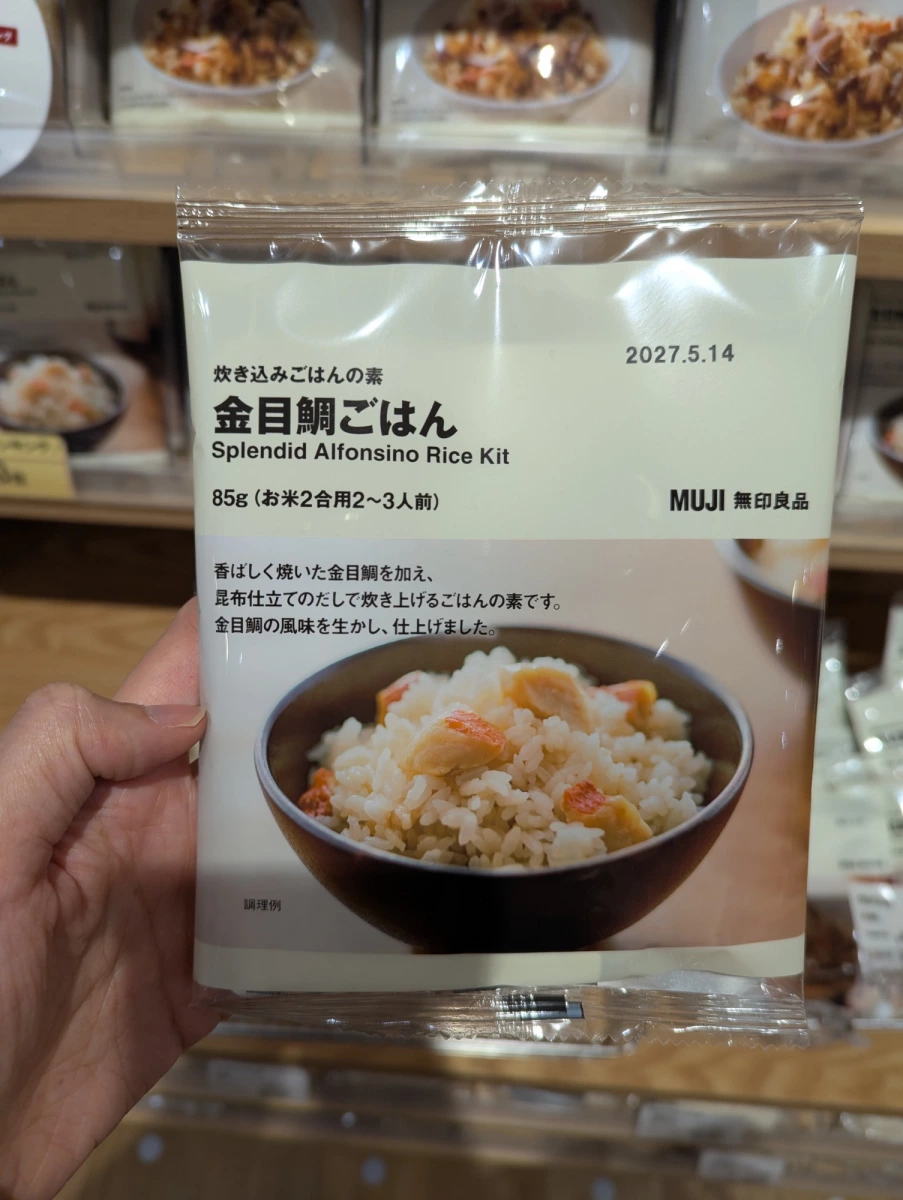 2027.5.14
炊き込みごはんの素
金目鯛ごはん
Splendid Alfonsino Rice Kit
85g（お米2合用2～3人前）
MUJI 無印良品
香ばしく焼いた金目鯛を加え、
昆布仕立てのだしで炊き上げるごはんの素です。
金目鯛の風味を生かし、仕上げました。
調理例